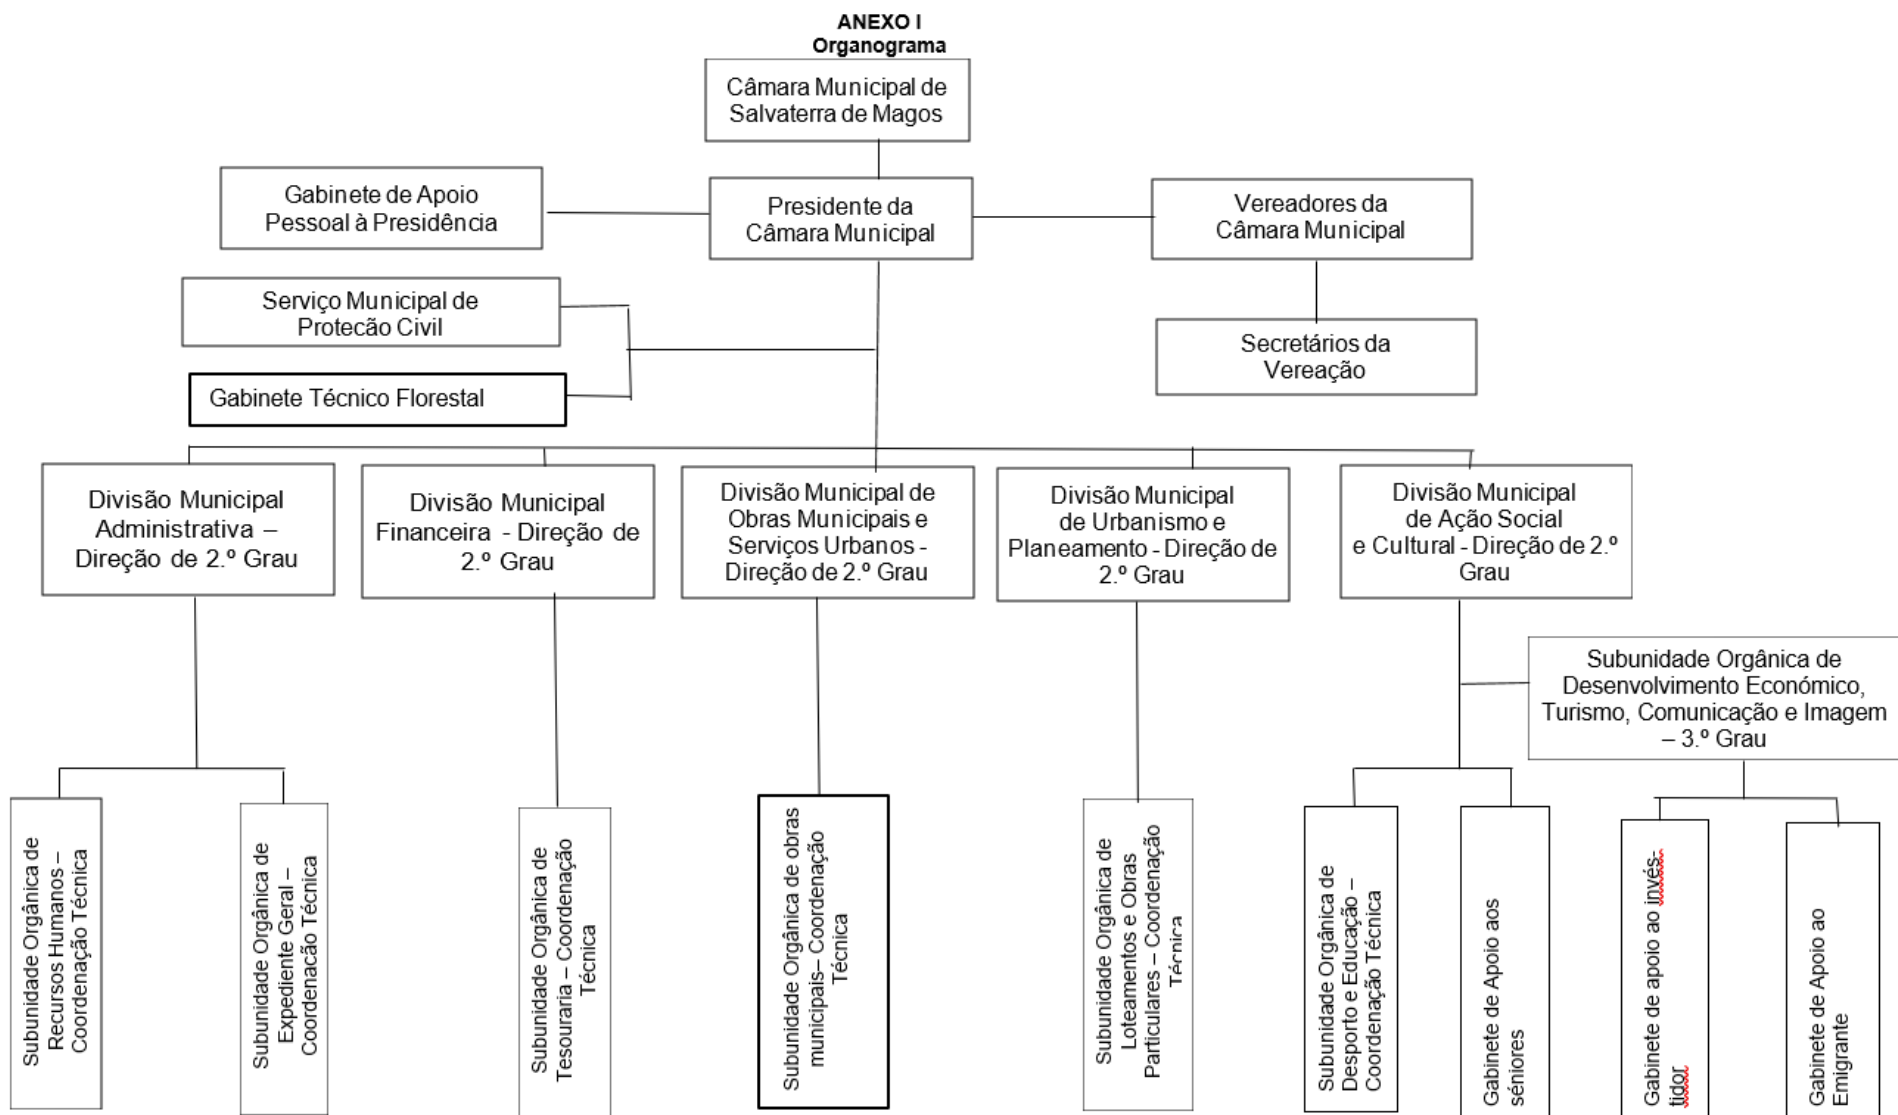 ANEXO I
Organograma
Câmara Municipal de
Salvaterra de Magos
Gabinete de Apoio
Pessoal à Presidência
Presidente da
Câmara Municipal
Vereadores da
Câmara Municipal
Serviço Municipal de
Protecão Civil
Secretários da
Vereação
Gabinete Técnico Florestal
Divisão Municipal
Administrativa –
Direção de 2.º Grau
Divisão Municipal
Financeira - Direção de
2.º Grau
Divisão Municipal de
Obras Municipais e
Serviços Urbanos -
Direção de 2.º Grau
Divisão Municipal
de Urbanismo e
Planeamento - Direção de
2.º Grau
Divisão Municipal
de Ação Social
e Cultural - Direção de 2.º
Grau
Subunidade Orgânica de
Desenvolvimento Económico,
Turismo, Comunicação e Imagem
– 3.º Grau
Subunidade Orgânica de
Recursos Humanos –
Coordenação Técnica
Subunidade Orgânica de
Expediente Geral –
Coordenacão Técnica
Subunidade Orgânica de
Tesouraria – Coordenação
Técnica
Subunidade Orgânica de obras
municipais– Coordenação
Técnica
Subunidade Orgânica de
Loteamentos e Obras
Particulares – Coordenação
Técnica
Subunidade Orgânica de
Desporto e Educação –
Coordenação Técnica
Gabinete de Apoio aos
séniores
Gabinete de apoio ao invés-
tidor
Gabinete de Apoio ao
Emigrante